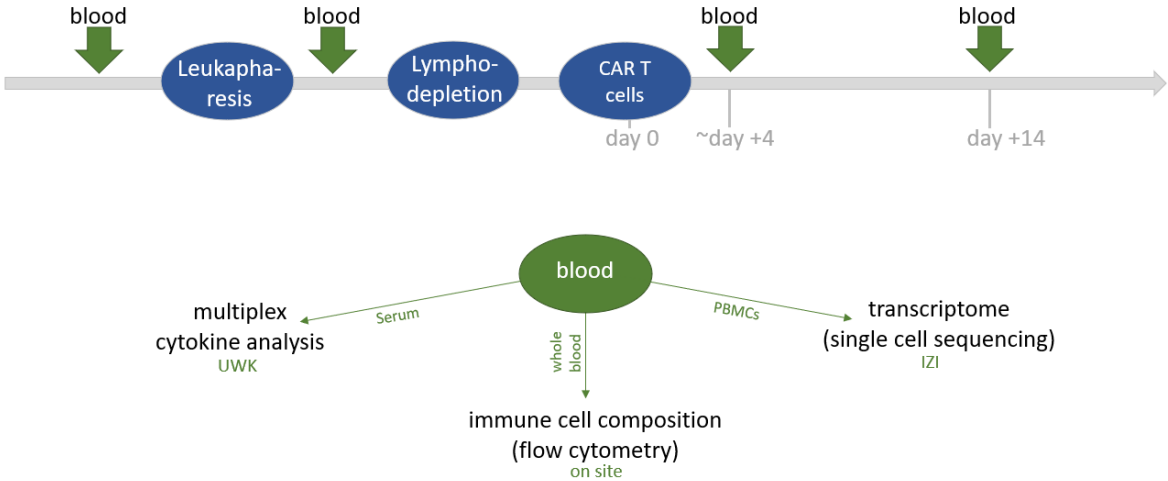 blood
blood
blood
blood
Leukapha-
resis
Lympho-
depletion
CAR T
cells
day 0
~day +4
day +14
blood
Serum
whole
blood
PBMCs
multiplex
cytokine analysis
UWK
transcriptome
(single cell sequencing)
IZI
immune cell composition
(flow cytometry)
on site